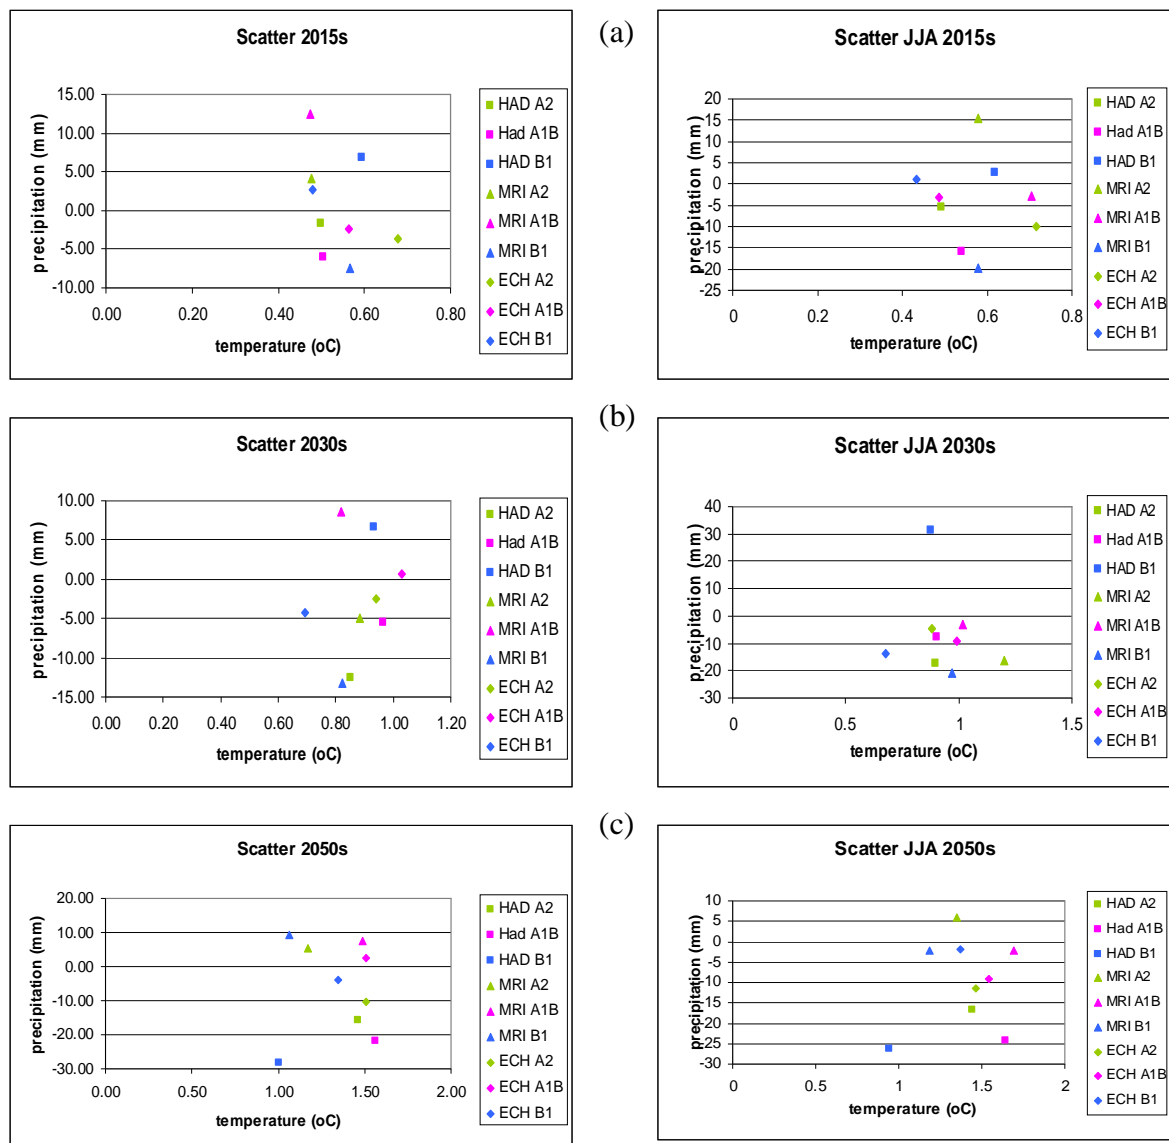 (a)
Scatter 2015s
precipitation (mm)
15.00
10.00
5.00
0.00
-5.00
-10.00
0.00 0.20 0.40 0.60 0.80
temperature (oC)
HAD A2
Had A1B
HAD B1
MRI A2
MRI A1B
MRI B1
ECH A2
ECH A1B
ECH B1
Scatter JJA 2015s
precipitation (mm)
20
15
10
5
0
-5
-10
-15
-20
-25
0 0.2 0.4 0.6 0.8
temperature (oC)
HAD A2
Had A1B
HAD B1
MRI A2
MRI A1B
MRI B1
ECH A2
ECH A1B
ECH B1
(b)
Scatter 2030s
precipitation (mm)
10.00
5.00
0.00
-5.00
-10.00
-15.00
0.00 0.20 0.40 0.60 0.80 1.00 1.20
temperature (oC)
HAD A2
Had A1B
HAD B1
MRI A2
MRI A1B
MRI B1
ECH A2
ECH A1B
ECH B1
Scatter JJA 2030s
precipitation (mm)
40
30
20
10
0
-10
-20
-30
0 0.5 1 1.5
temperature (oC)
HAD A2
Had A1B
HAD B1
MRI A2
MRI A1B
MRI B1
ECH A2
ECH A1B
ECH B1
(c)
Scatter 2050s
precipitation (mm)
20.00
10.00
0.00
-10.00
-20.00
-30.00
0.00 0.50 1.00 1.50 2.00
temperature (oC)
HAD A2
Had A1B
HAD B1
MRI A2
MRI A1B
MRI B1
ECH A2
ECH A1B
ECH B1
Scatter JJA 2050s
precipitation (mm)
10
5
0
-5
-10
-15
-20
-25
-30
0 0.5 1 1.5 2
temperature (oC)
HAD A2
Had A1B
HAD B1
MRI A2
MRI A1B
MRI B1
ECH A2
ECH A1B
ECH B1